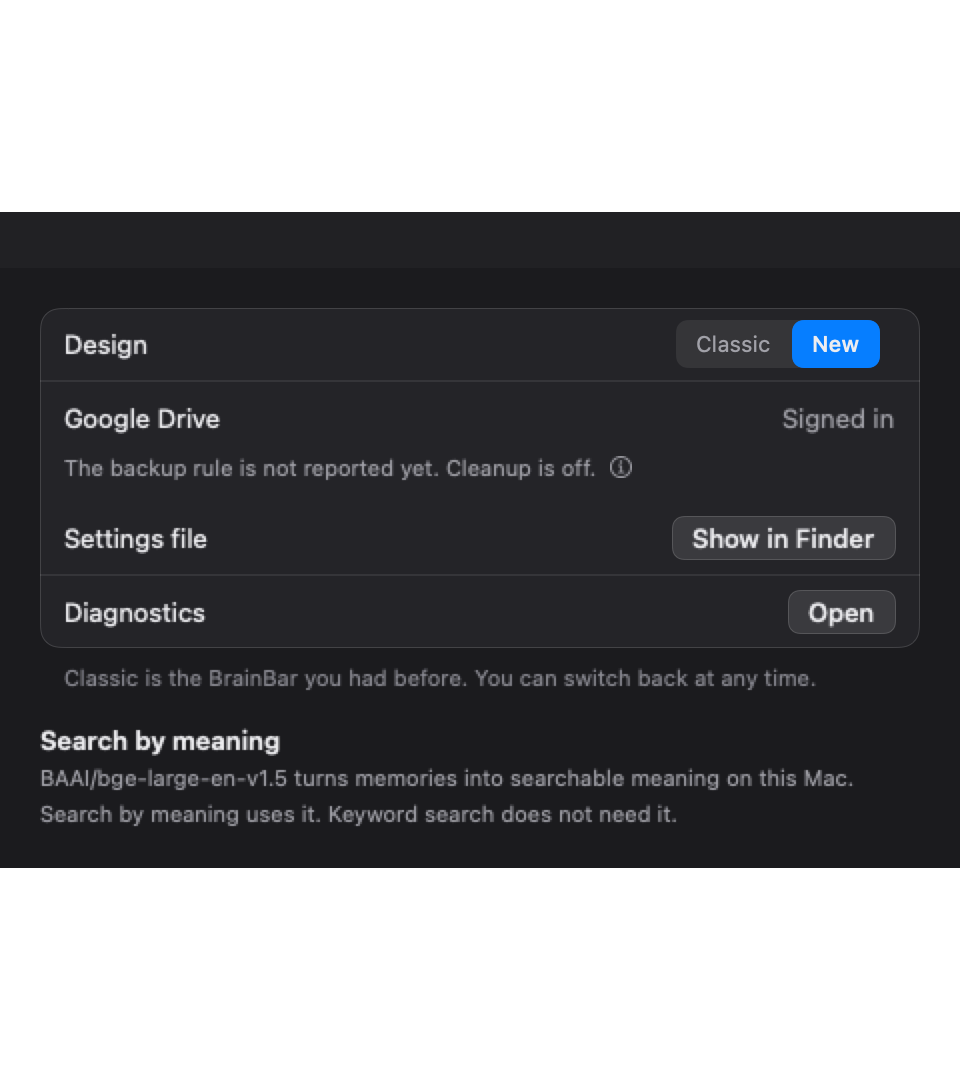 Design
Classic
New
Google Drive
Signed in
The backup rule is not reported yet. Cleanup is off.
Settings file
Show in Finder
Diagnostics
Open
Classic is the BrainBar you had before. You can switch back at any time.
Search by meaning
BAAI/bge-large-en-v1.5 turns memories into searchable meaning on this Mac.
Search by meaning uses it. Keyword search does not need it.